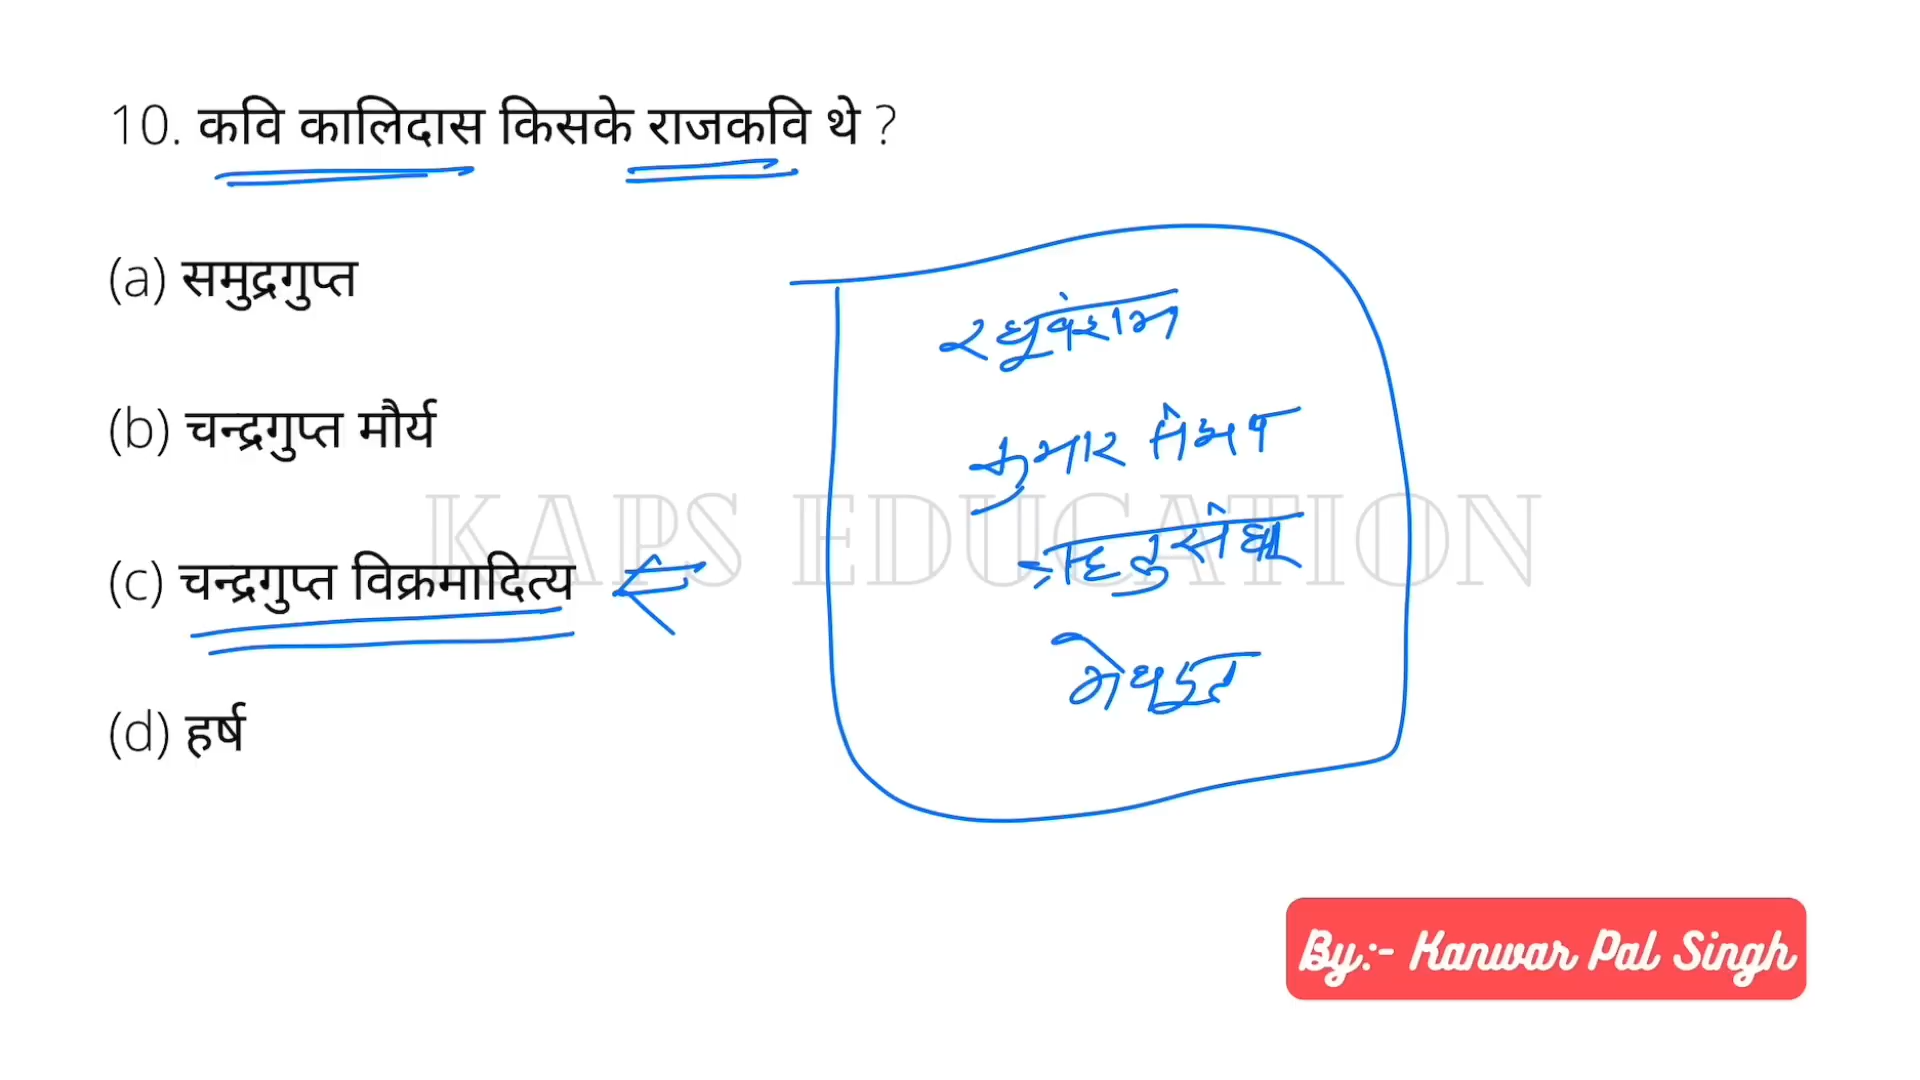 10. कवि कालिदास किसके राजकवि थे ?
(a) समुद्रगुप्त
(b) चन्द्रगुप्त मौर्य
(c) चन्द्रगुप्त विक्रमादित्य
(d) हर्ष
रघुवंशम
कुमार संभव
मेघदूत
KAPS EDUCATION
By:- Kanwar Pal Singh